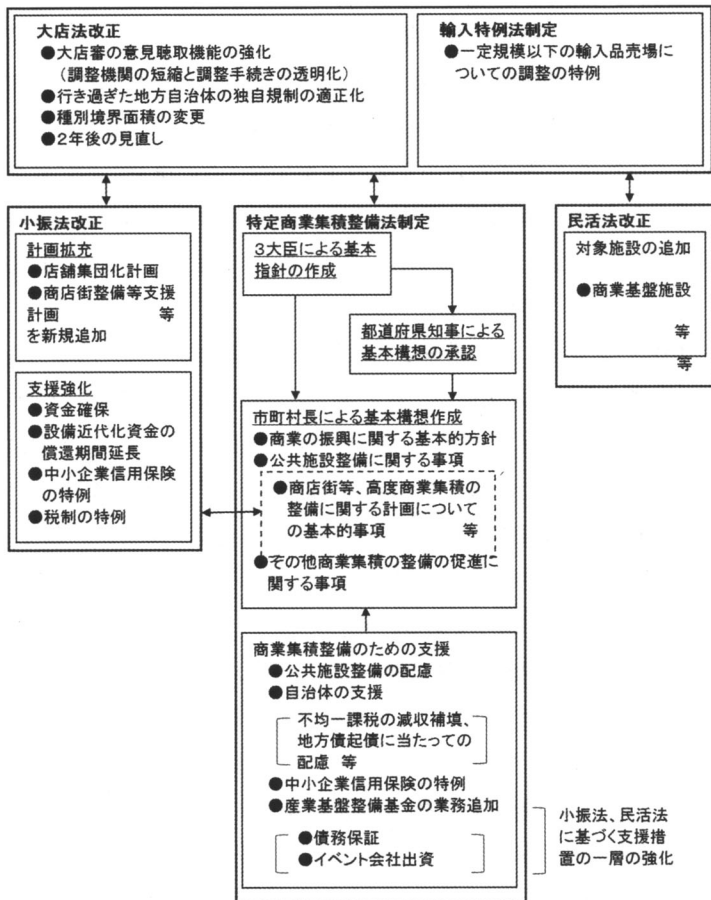 大店法改正
●大店審の意見聴取機能の強化
（調整機関の短縮と調整手続きの透明化）
●行き過ぎた地方自治体の独自規制の適正化
●種別境界面積の変更
●2年後の見直し
輸入特例法制定
●一定規模以下の輸入品売場に
ついての調整の特例
小振法改正
計画拡充
●店舗集団化計画
●商店街整備等支援
計画 等
を新規追加
支援強化
●資金確保
●設備近代化資金の
償還期間延長
●中小企業信用保険
の特例
●税制の特例
特定商業集積整備法制定
3大臣による基本
指針の作成
都道府県知事による
基本構想の承認
市町村長による基本構想作成
●商業の振興に関する基本的方針
●公共施設整備に関する事項
●商店街等、高度商業集積の
整備に関する計画について
の基本的事項 等
●その他商業集積の整備の促進に
関する事項
商業集積整備のための支援
●公共施設整備の配慮
●自治体の支援
不均一課税の減収補填、
地方債起債に当たっての
配慮 等
●中小企業信用保険の特例
●産業基盤整備基金の業務追加
●債務保証
●イベント会社出資
民活法改正
対象施設の追加
●商業基盤施設
等
等
小振法、民活法
に基づく支援措
置の一層の強化